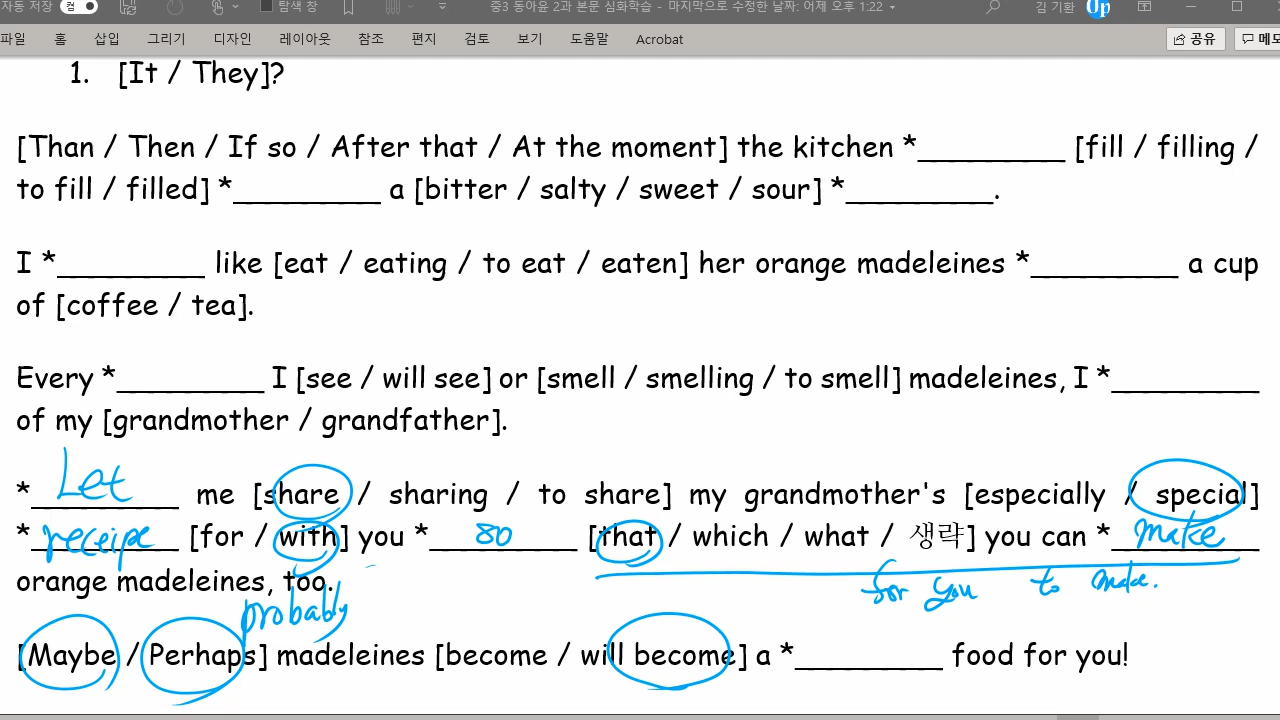 자동 저장 컴 탐색 창 중3 동아윤 2과 본문 심화학습 - 마지막으로 수정한 날짜: 어제 오후 1:22 김 기환
파일 홈 삽입 그리기 디자인 레이아웃 참조 편지 검토 보기 도움말 Acrobat 공유 메모
1. [It / They]?
[Than / Then / If so / After that / At the moment] the kitchen *_________ [fill / filling /
to fill / filled] *_________ a [bitter / salty / sweet / sour] *_________.
I *_________ like [eat / eating / to eat / eaten] her orange madeleines *_________ a cup
of [coffee / tea].
Every *_________ I [see / will see] or [smell / smelling / to smell] madeleines, I *_________
of my [grandmother / grandfather].
*Let me [share / sharing / to share] my grandmother's [especially / special]
*receipe [for / with] you *so [that / which / what / 생략] you can *make
for you to make.
orange madeleines, too.
probably
[Maybe / Perhaps] madeleines [become / will become] a *_________ food for you!